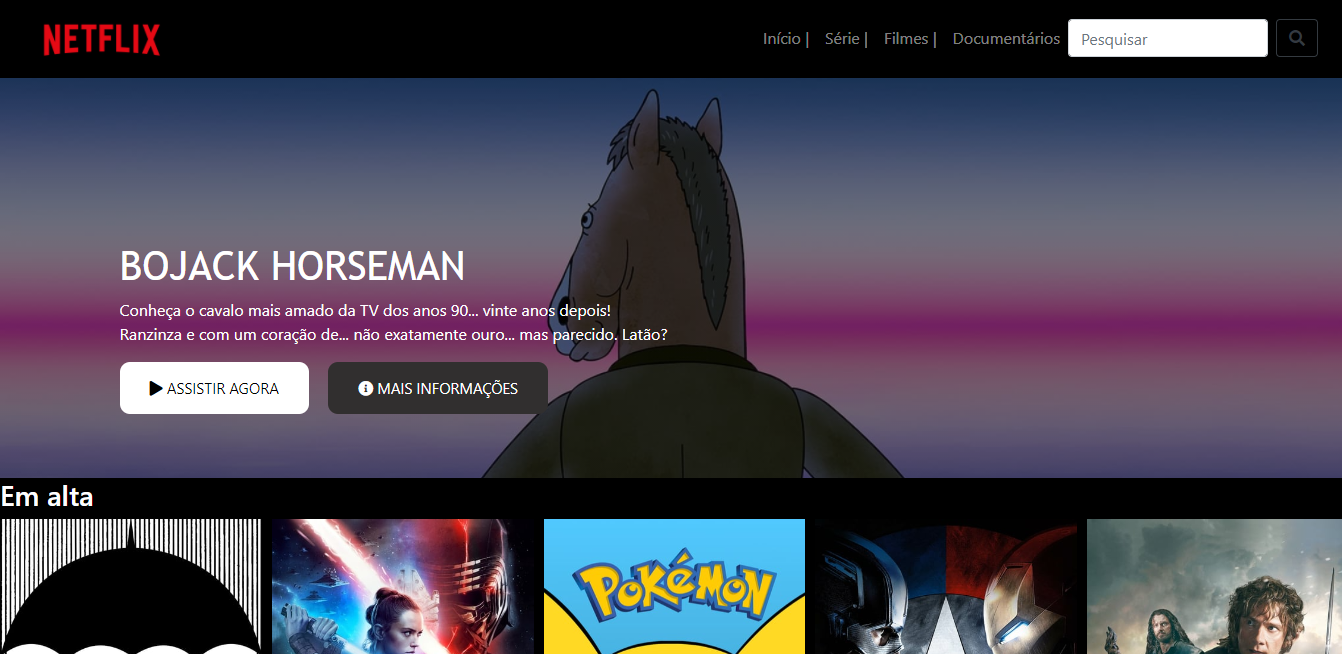 NETFLIX
Início | Série | Filmes | Documentários Pesquisar
BOJACK HORSEMAN
Conheça o cavalo mais amado da TV dos anos 90... vinte anos depois!
Ranzinza e com um coração de... não exatamente ouro... mas parecido. Latão?
ASSISTIR AGORA MAIS INFORMAÇÕES
Em alta
POKÉMON